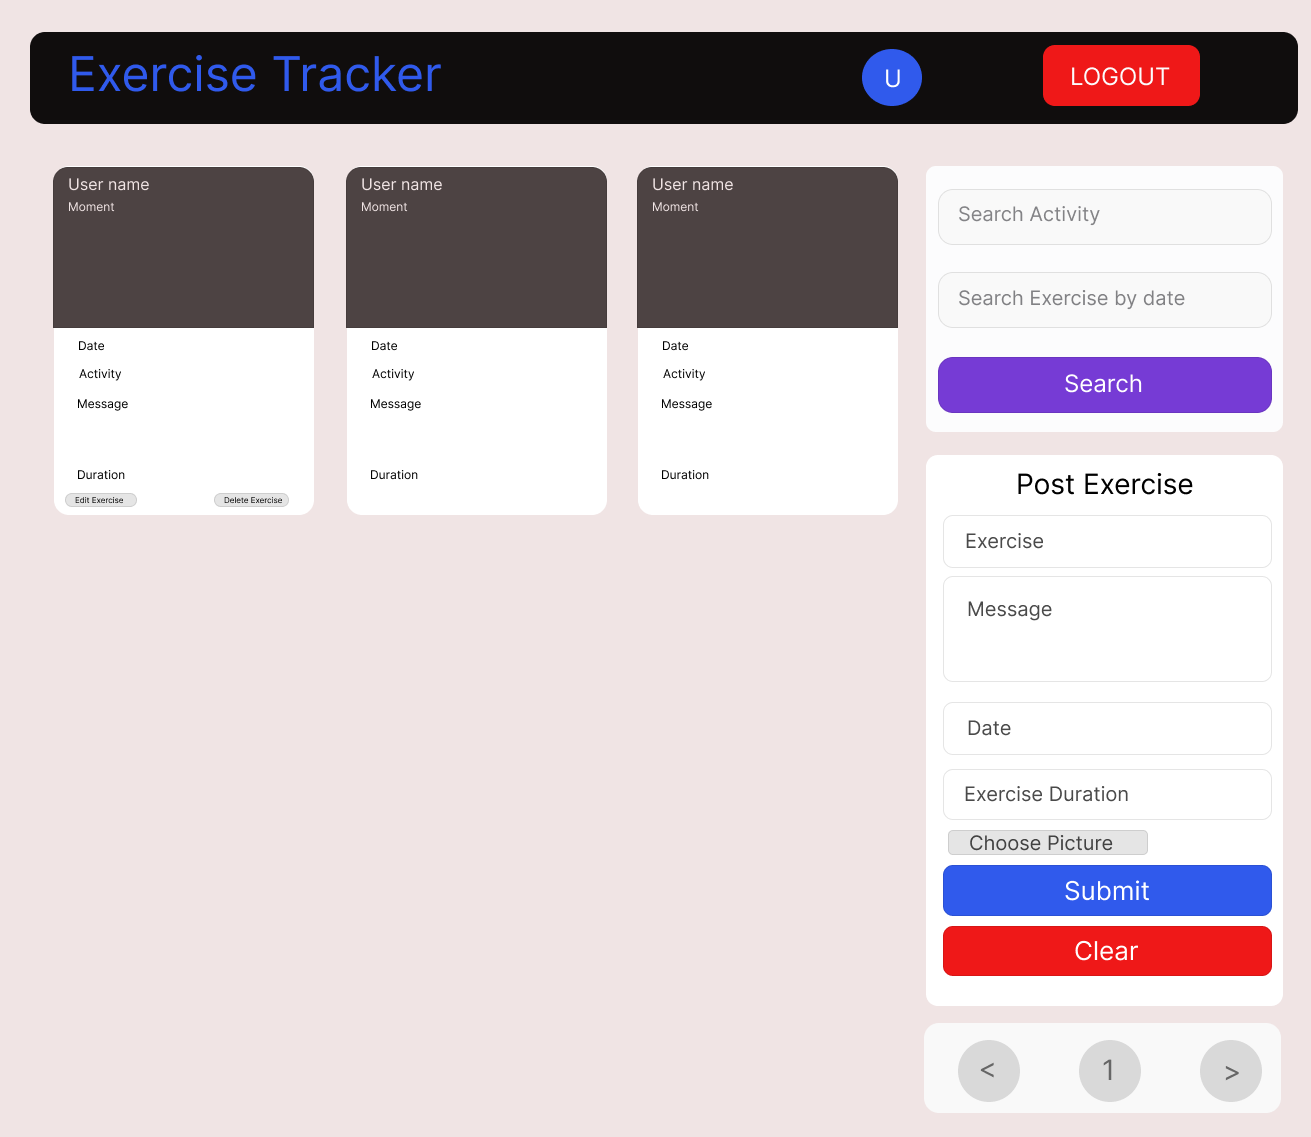 Exercise Tracker
U
LOGOUT
User name
Moment
Date
Activity
Message
Duration
Edit Exercise
Delete Exercise
User name
Moment
Date
Activity
Message
Duration
User name
Moment
Date
Activity
Message
Duration
Search Activity
Search Exercise by date
Search
Post Exercise
Exercise
Message
Date
Exercise Duration
Choose Picture
Submit
Clear
< 1 >